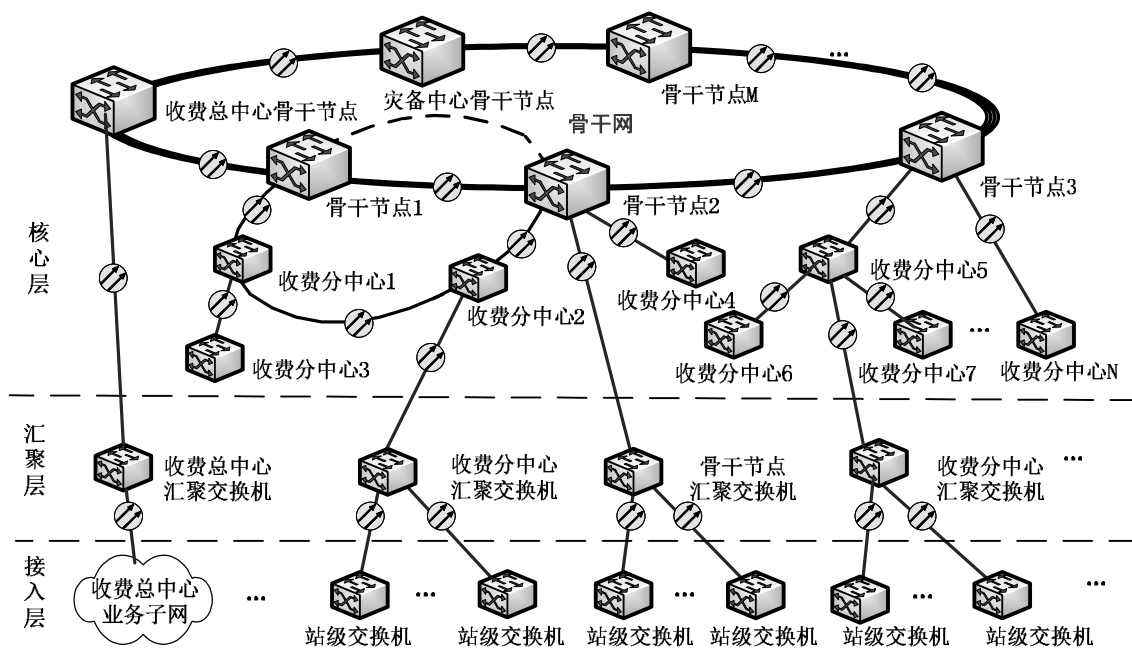 ...
收费总中心骨干节点
灾备中心骨干节点
骨干节点M
骨干网
骨干节点1
骨干节点2
骨干节点3
核心层
收费分中心1
收费分中心2
收费分中心4
收费分中心5
收费分中心3
收费分中心6
收费分中心7
...
收费分中心N
汇聚层
收费总中心
汇聚交换机
收费分中心
汇聚交换机
骨干节点
汇聚交换机
收费分中心
汇聚交换机
...
接入层
收费总中心
业务子网
...
...
...
...
...
站级交换机
站级交换机
站级交换机
站级交换机
站级交换机
站级交换机